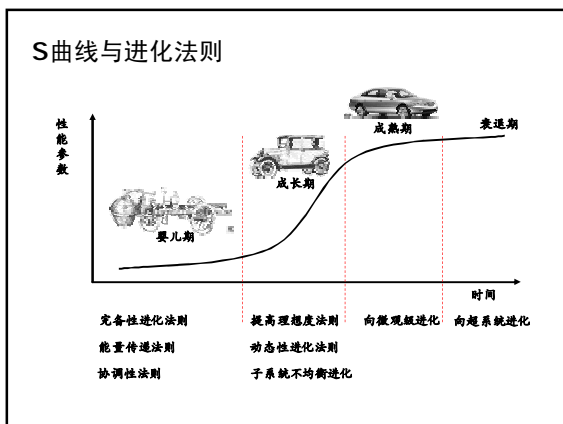 S曲线与进化法则
性能参数
婴儿期
成长期
成熟期
衰退期
时间
完备性进化法则
能量传递法则
协调性法则
提高理想度法则
动态性进化法则
子系统不均衡进化
向微观级进化
向超系统进化